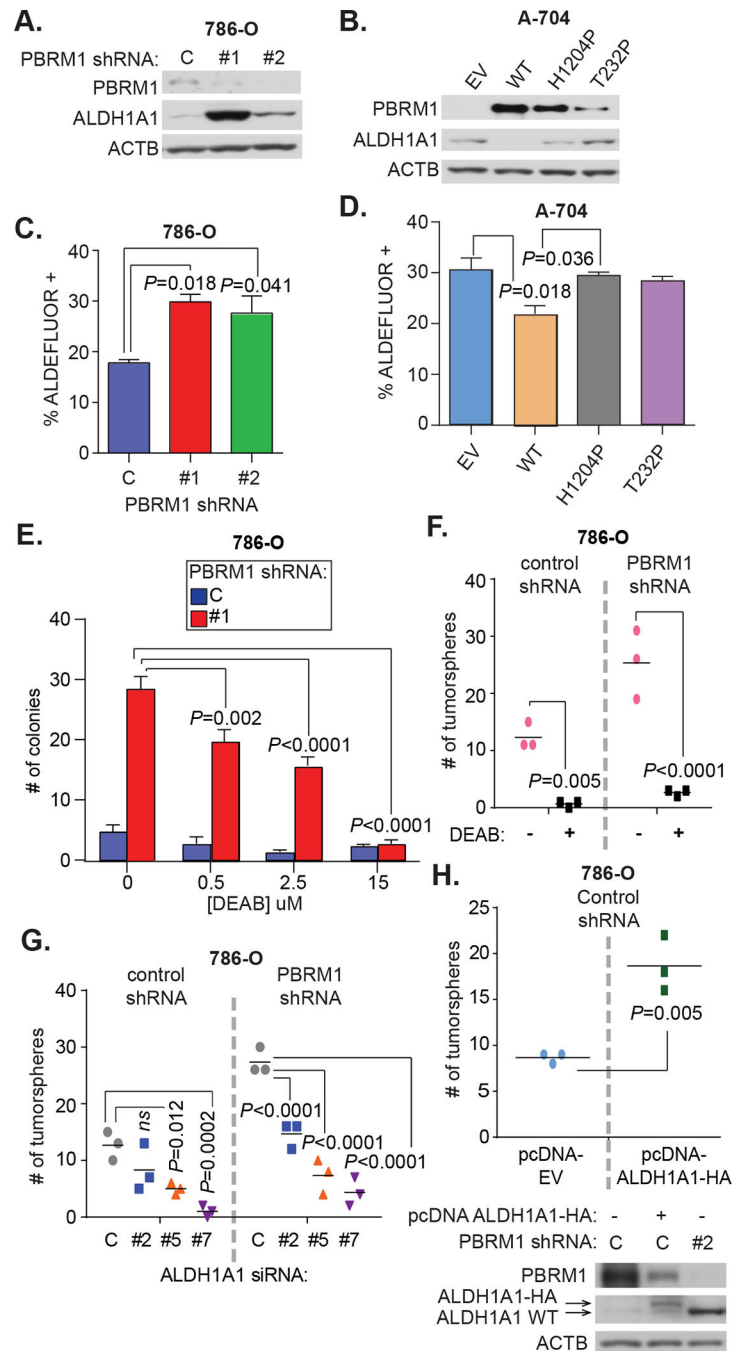 A.
786-O
PBRM1 shRNA: C #1 #2
PBRM1
ALDH1A1
ACTB
B.
A-704
EV WT H1204P T232P
PBRM1
ALDH1A1
ACTB
C.
786-O
% ALDEFLUOR +
40
30
20
10
0
P=0.018 P=0.041
C #1 #2
PBRM1 shRNA
D.
A-704
% ALDEFLUOR +
40
30
20
10
0
P=0.036
P=0.018
EV WT H1204P T232P
E.
786-O
PBRM1 shRNA:
C
#1
# of colonies
40
30
20
10
0
P=0.002
P<0.0001
P<0.0001
0 0.5 2.5 15
[DEAB] uM
F.
786-O
control shRNA
PBRM1 shRNA
# of tumorspheres
40
30
20
10
0
P=0.005
P<0.0001
DEAB: - + - +
G.
786-O
control shRNA
PBRM1 shRNA
# of tumorspheres
40
30
20
10
0
ns
P=0.012
P=0.0002
P<0.0001
P<0.0001
P<0.0001
C #2 #5 #7 C #2 #5 #7
ALDH1A1 siRNA:
H.
786-O
Control shRNA
# of tumorspheres
25
20
15
10
5
0
P=0.005
pcDNA-EV
pcDNA-ALDH1A1-HA
pcDNA ALDH1A1-HA: - + -
PBRM1 shRNA: C C #2
PBRM1
ALDH1A1-HA
ALDH1A1 WT
ACTB